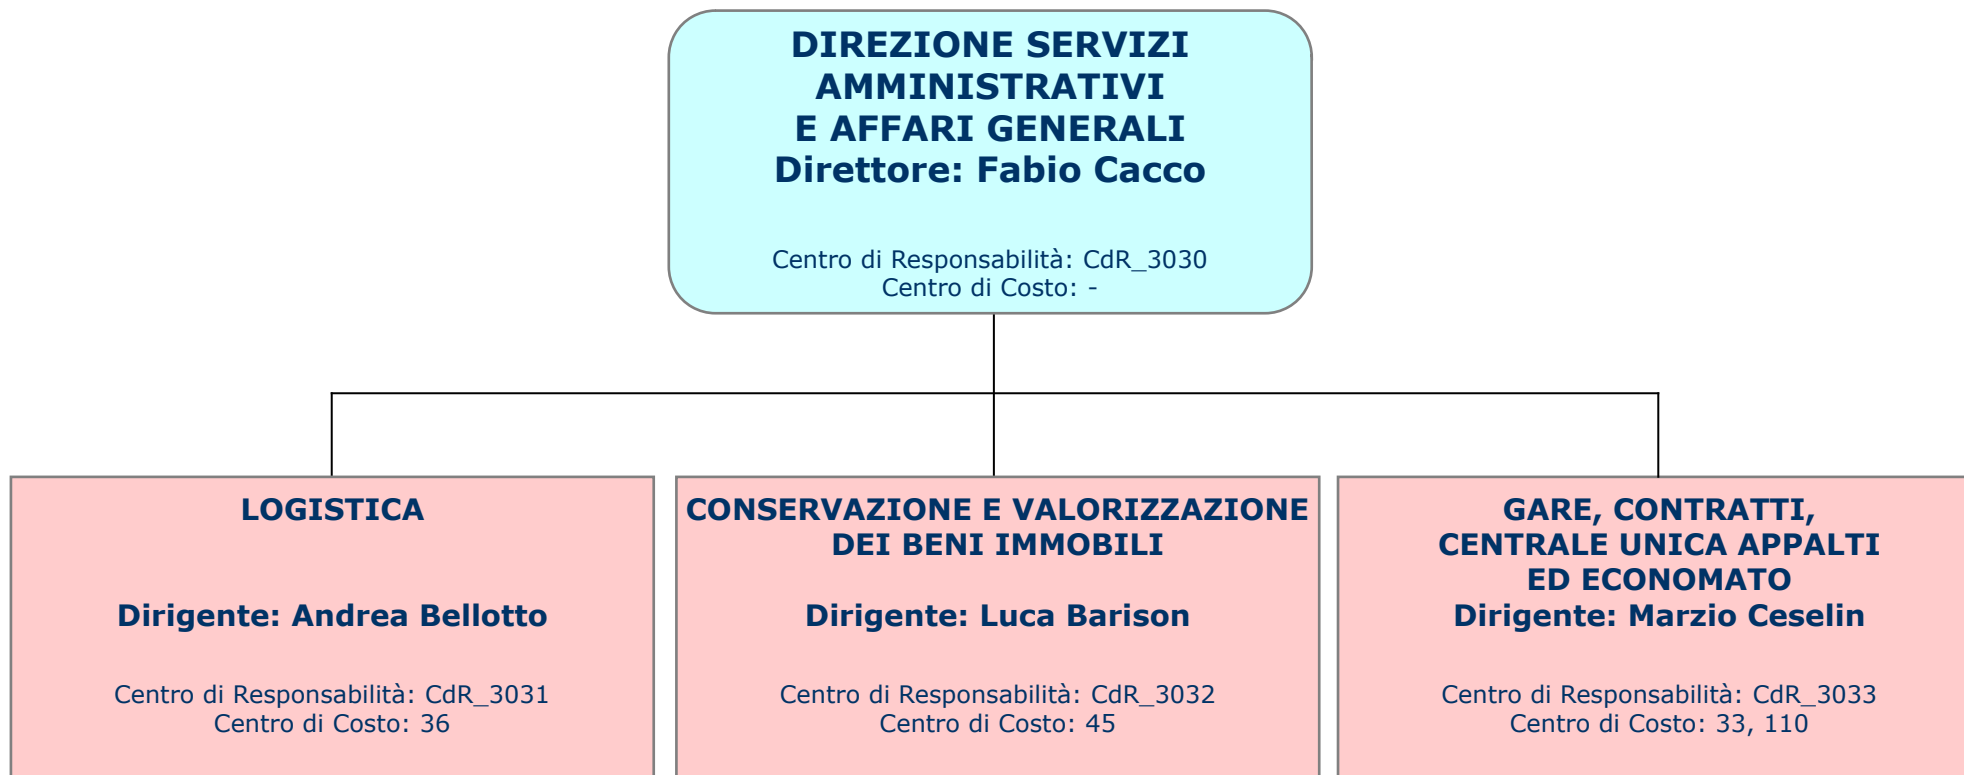 DIREZIONE SERVIZI
AMMINISTRATIVI
E AFFARI GENERALI
Direttore: Fabio Cacco
Centro di Responsabilità: CdR_3030
Centro di Costo: -
LOGISTICA
Dirigente: Andrea Bellotto
Centro di Responsabilità: CdR_3031
Centro di Costo: 36
CONSERVAZIONE E VALORIZZAZIONE
DEI BENI IMMOBILI
Dirigente: Luca Barison
Centro di Responsabilità: CdR_3032
Centro di Costo: 45
GARE, CONTRATTI,
CENTRALE UNICA APPALTI
ED ECONOMATO
Dirigente: Marzio Ceselin
Centro di Responsabilità: CdR_3033
Centro di Costo: 33, 110